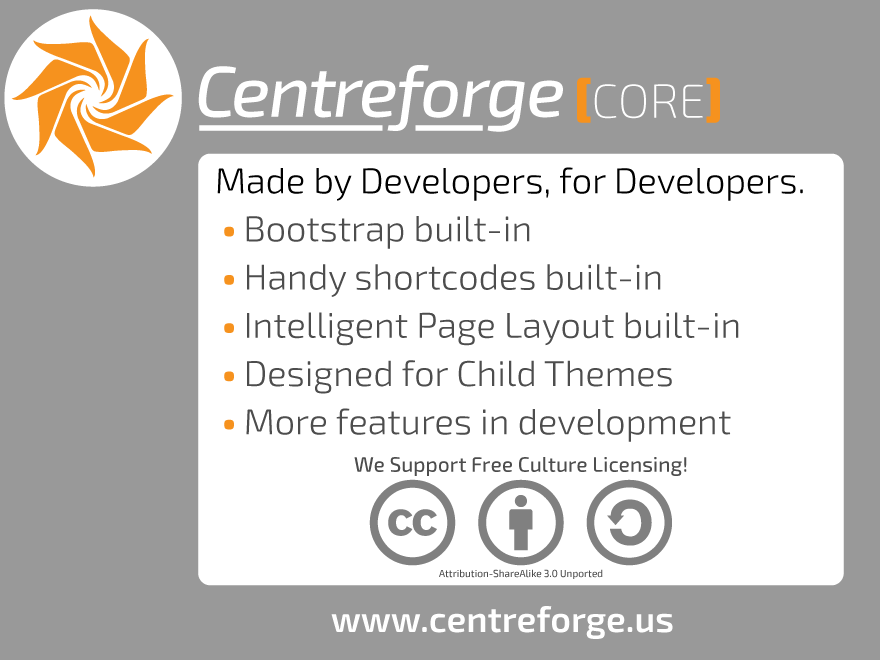 Centreforge [CORE]
Made by Developers, for Developers.
• Bootstrap built-in
• Handy shortcodes built-in
• Intelligent Page Layout built-in
• Designed for Child Themes
• More features in development
We Support Free Culture Licensing!
cc
Attribution-ShareAlike 3.0 Unported
www.centreforge.us